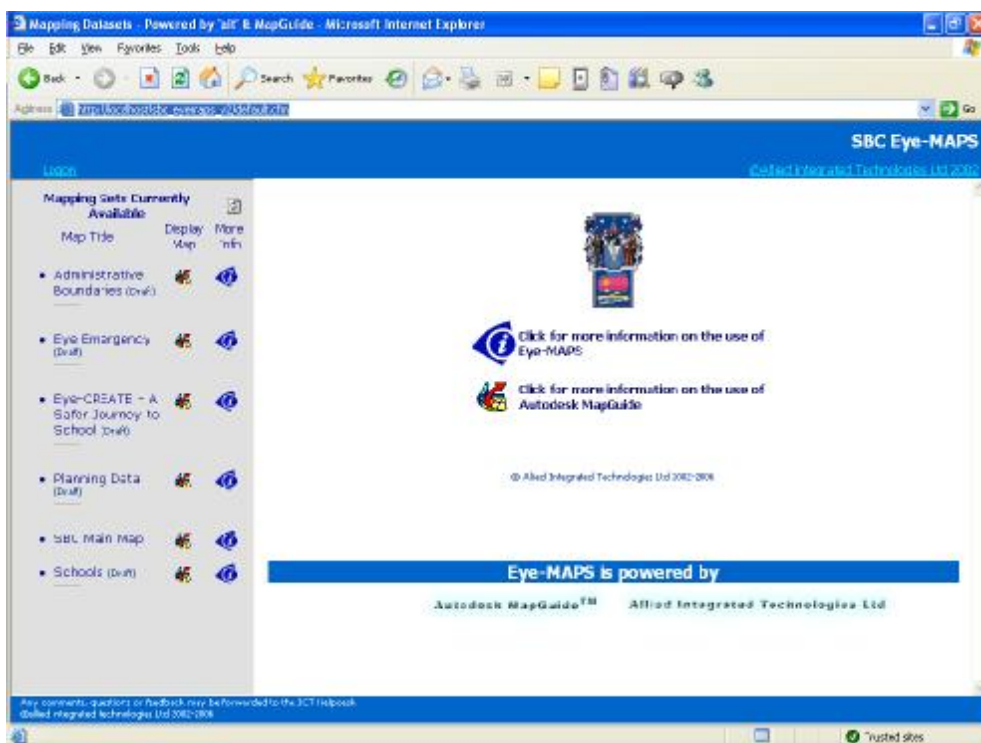 Mapping Datasets - Powered by 'ait' & MapGuide - Microsoft Internet Explorer
File Edit View Favorites Tools Help
Back Search Favorites
Address Go
SBC Eye-MAPS
Logon ©Allied Integrated Technologies Ltd 2002
Mapping Sets Currently
Available
Map Title Display Map More Info
Administrative
Boundaries (Draft)
Eye Emergency
(Draft)
Eye-CREATE - A
Safer Journey to
School (Draft)
Planning Data
(Draft)
SBC Main Map
Schools (Draft)
Click for more information on the use of
Eye-MAPS
Click for more information on the use of
Autodesk MapGuide
© Allied Integrated Technologies Ltd 2002-2006
Eye-MAPS is powered by
Autodesk MapGuide™ Allied Integrated Technologies Ltd
Any comments, questions or feedback may be forwarded to the ICT Helpdesk
©allied integrated technologies Ltd 2002-2006
Trusted sites